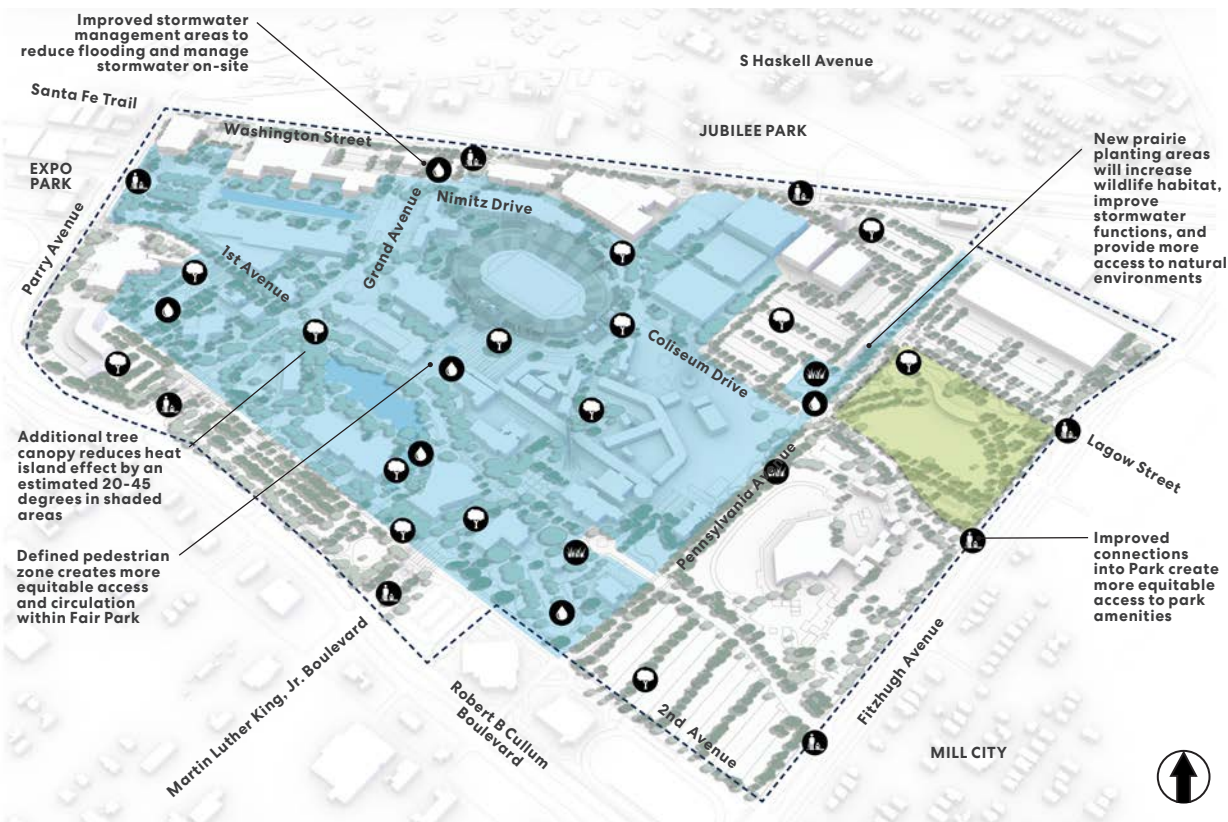 Improved stormwater
management areas to
reduce flooding and manage
stormwater on-site
S Haskell Avenue
Santa Fe Trail
Washington Street
JUBILEE PARK
New prairie
planting areas
will increase
wildlife habitat,
improve
stormwater
functions, and
provide more
access to natural
environments
EXPO
PARK
Nimitz Drive
Parry Avenue
1st Avenue
Grand Avenue
Coliseum Drive
Additional tree
canopy reduces heat
island effect by an
estimated 20-45
degrees in shaded
areas
Lagow Street
Pennsylvania Avenue
Defined pedestrian
zone creates more
equitable access
and circulation
within Fair Park
Improved
connections
into Park create
more equitable
access to park
amenities
Martin Luther King, Jr. Boulevard
Robert B Cullum
Boulevard
2nd Avenue
Fitzhugh Avenue
MILL CITY